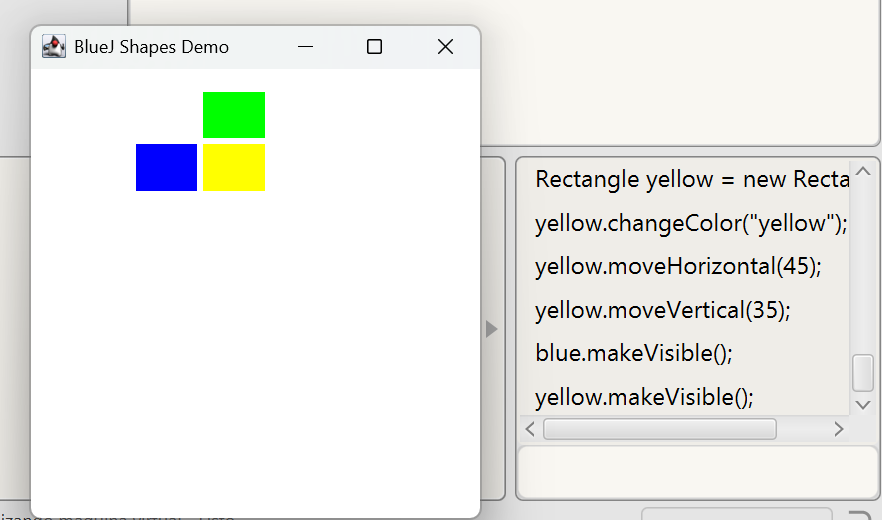 BlueJ Shapes Demo
Rectangle yellow = new Recta
yellow.changeColor("yellow");
yellow.moveHorizontal(45);
yellow.moveVertical(35);
blue.makeVisible();
yellow.makeVisible();